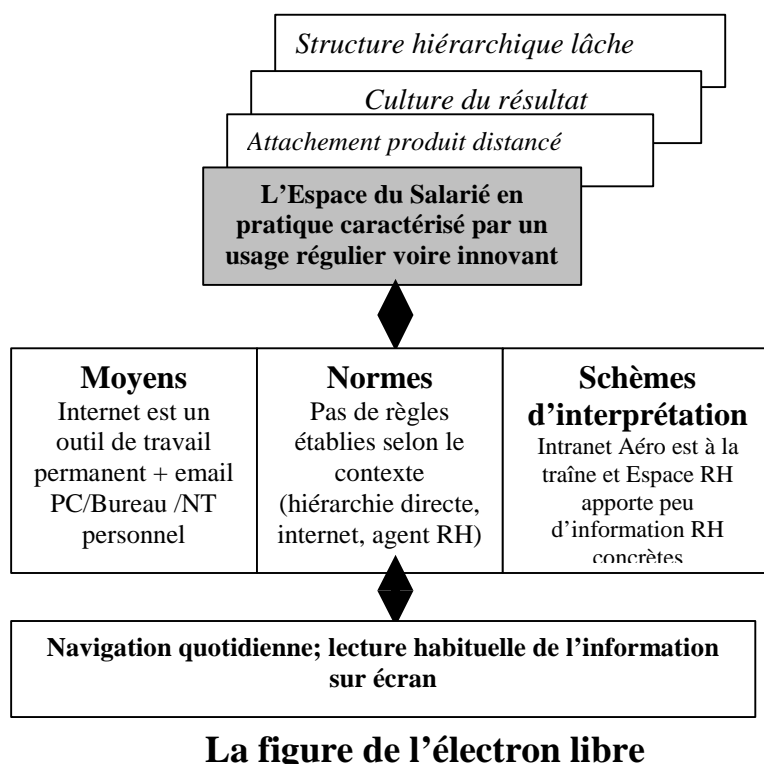 Structure hiérarchique lâche
Culture du résultat
Attachement produit distancé
L’Espace du Salarié en
pratique caractérisé par un
usage régulier voire innovant
Moyens
Internet est un
outil de travail
permanent + email
PC/Bureau /NT
personnel
Normes
Pas de règles
établies selon le
contexte
(hiérarchie directe,
internet, agent RH)
Schèmes
d’interprétation
Intranet Aéro est à la
traîne et Espace RH
apporte peu
d’information RH
concrètes
Navigation quotidienne; lecture habituelle de l’information
sur écran
La figure de l’électron libre